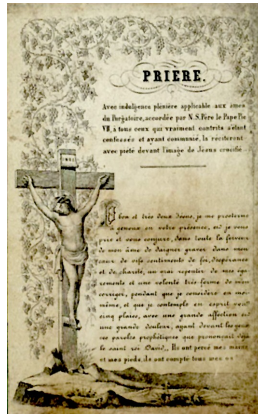 PRIERE.
Avec indulgence plénière applicable aux âmes
du Purgatoire, accordée par N. S. Père le Pape Pie
VII, à tous ceux qui vraiment contrits s'étant
confessés et ayant communié, la réciteront
avec piété devant l'image de Jésus crucifié.
INRI
O bon et très doux Jésus, je me prosterne
à genoux en votre présence, et je vous
prie et vous conjure, dans toute la ferveur
de mon âme de daigner graver dans mon
cœur de vifs sentiments de foi, d'espérance
et de charité, un vrai repentir de mes éga-
rements et une volonté très ferme de m'en
corriger, pendant que je considère en moi-
même, et que je contemple en esprit vos
cinq plaies, avec une grande affection et
une grande douleur, ayant devant les yeux
ces paroles prophétiques que prononçait déjà
le saint roi David. Ils ont percé mes mains
et mes pieds, ils ont compté tous mes os